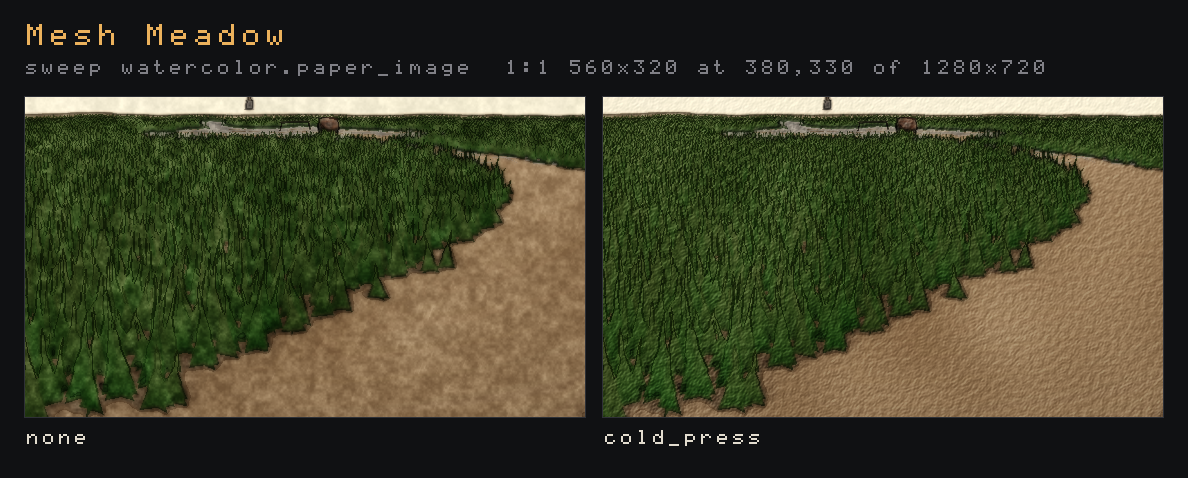 Mesh Meadow
sweep watercolor.paper_image  1:1 560x320 at 380,330 of 1280x720
none
cold_press